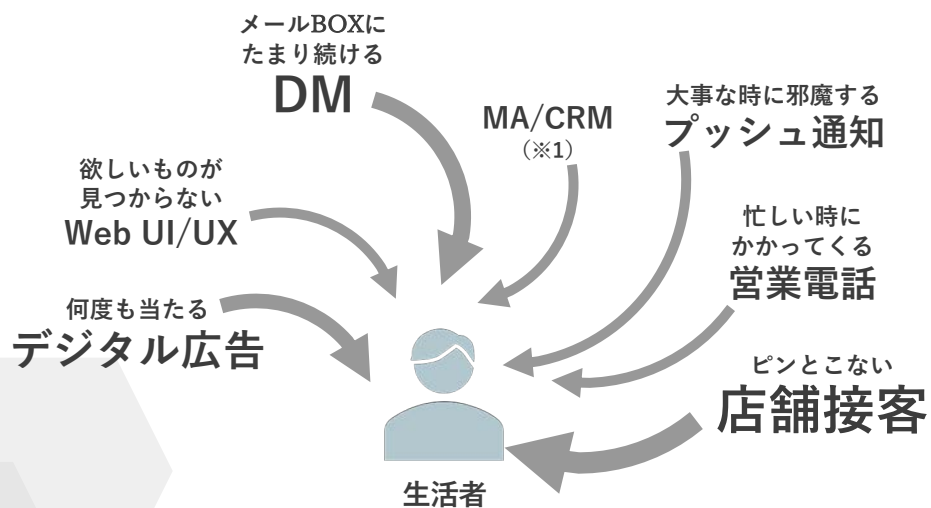 メールBOXに
たまり続ける
DM
MA/CRM
（※1）
大事な時に邪魔する
プッシュ通知
欲しいものが
見つからない
Web UI/UX
忙しい時に
かかってくる
営業電話
何度も当たる
デジタル広告
ピンとこない
店舗接客
生活者